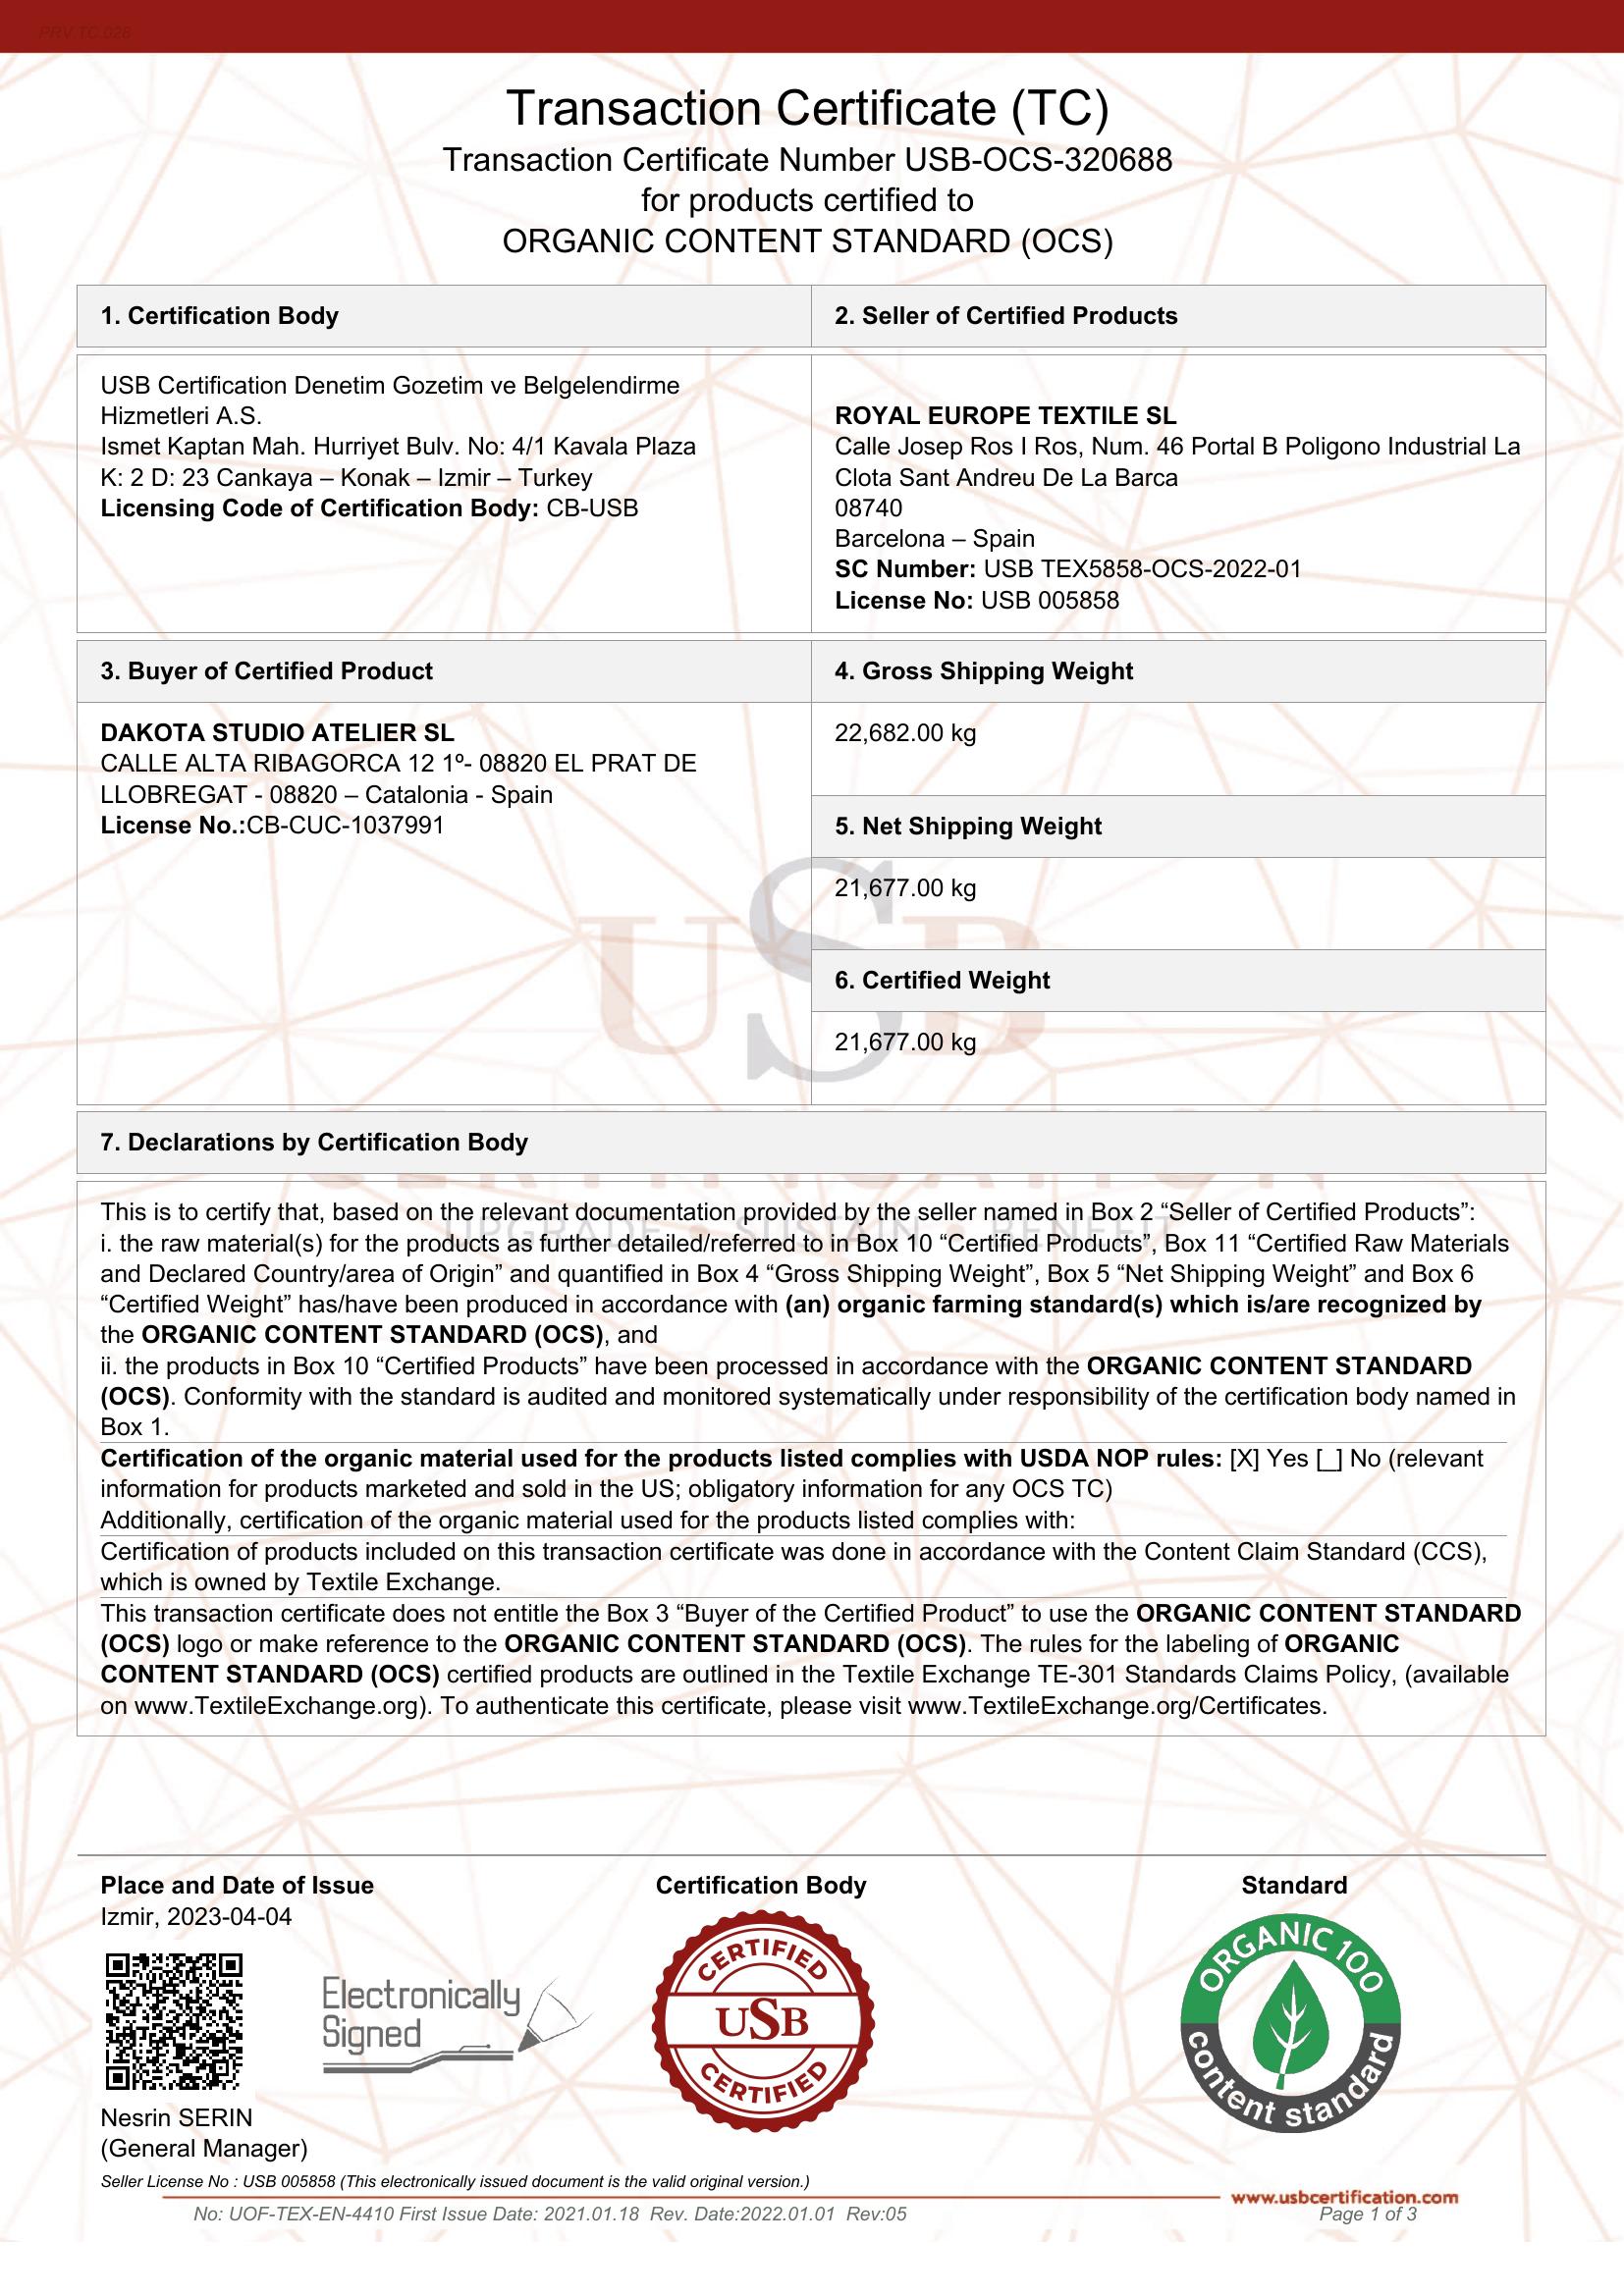 PRV TC.028
Transaction Certificate (TC)
Transaction Certificate Number USB-OCS-320688
for products certified to
ORGANIC CONTENT STANDARD (OCS)
1. Certification Body
2. Seller of Certified Products
USB Certification Denetim Gozetim ve Belgelendirme
Hizmetleri A.S.
Ismet Kaptan Mah. Hurriyet Bulv. No: 4/1 Kavala Plaza
K: 2 D: 23 Cankaya – Konak – Izmir – Turkey
Licensing Code of Certification Body: CB-USB
ROYAL EUROPE TEXTILE SL
Calle Josep Ros I Ros, Num. 46 Portal B Poligono Industrial La
Clota Sant Andreu De La Barca
08740
Barcelona – Spain
SC Number: USB TEX5858-OCS-2022-01
License No: USB 005858
3. Buyer of Certified Product
DAKOTA STUDIO ATELIER SL
CALLE ALTA RIBAGORCA 12 1º- 08820 EL PRAT DE
LLOBREGAT - 08820 – Catalonia - Spain
License No.:CB-CUC-1037991
4. Gross Shipping Weight
22,682.00 kg
5. Net Shipping Weight
21,677.00 kg
6. Certified Weight
21,677.00 kg
USB
CERTIFICATION
UPGRADE • SUSTAIN • BENEFIT
7. Declarations by Certification Body
This is to certify that, based on the relevant documentation provided by the seller named in Box 2 “Seller of Certified Products”:
i. the raw material(s) for the products as further detailed/referred to in Box 10 “Certified Products”, Box 11 “Certified Raw Materials
and Declared Country/area of Origin” and quantified in Box 4 “Gross Shipping Weight”, Box 5 “Net Shipping Weight” and Box 6
“Certified Weight” has/have been produced in accordance with (an) organic farming standard(s) which is/are recognized by
the ORGANIC CONTENT STANDARD (OCS), and
ii. the products in Box 10 “Certified Products” have been processed in accordance with the ORGANIC CONTENT STANDARD
(OCS). Conformity with the standard is audited and monitored systematically under responsibility of the certification body named in
Box 1.
Certification of the organic material used for the products listed complies with USDA NOP rules: [X] Yes [_] No (relevant
information for products marketed and sold in the US; obligatory information for any OCS TC)
Additionally, certification of the organic material used for the products listed complies with:
Certification of products included on this transaction certificate was done in accordance with the Content Claim Standard (CCS),
which is owned by Textile Exchange.
This transaction certificate does not entitle the Box 3 “Buyer of the Certified Product” to use the ORGANIC CONTENT STANDARD
(OCS) logo or make reference to the ORGANIC CONTENT STANDARD (OCS). The rules for the labeling of ORGANIC
CONTENT STANDARD (OCS) certified products are outlined in the Textile Exchange TE-301 Standards Claims Policy, (available
on www.TextileExchange.org). To authenticate this certificate, please visit www.TextileExchange.org/Certificates.
Place and Date of Issue
Izmir, 2023-04-04
Electronically
Signed
Nesrin SERIN
(General Manager)
Certification Body
CERTIFIED
USB
CERTIFIED
Standard
ORGANIC 100
content standard
Seller License No : USB 005858 (This electronically issued document is the valid original version.)
www.usbcertification.com
No: UOF-TEX-EN-4410 First Issue Date: 2021.01.18 Rev. Date:2022.01.01 Rev:05
Page 1 of 3